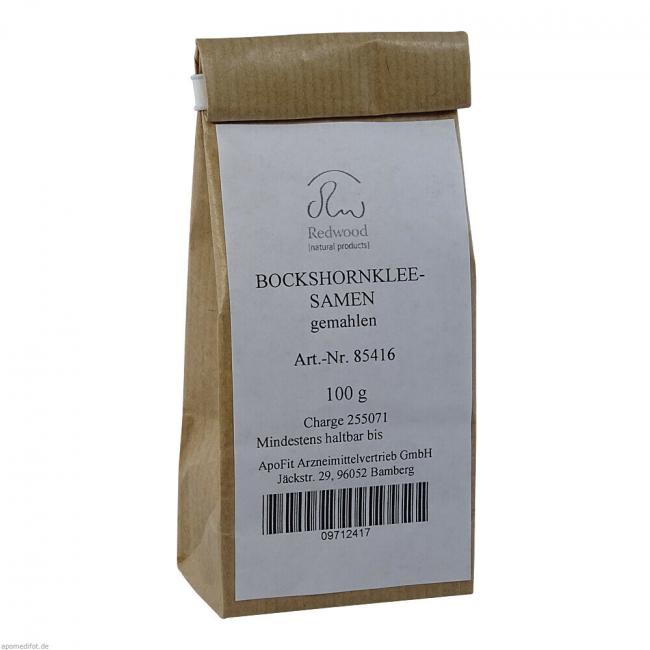 Redwood
[natural products]
BOCKSHORNKLEE-
SAMEN
gemahlen
Art.-Nr. 85416
100 g
Charge 255071
Mindestens haltbar bis
ApoFit Arzneimittelvertrieb GmbH
Jäckstr. 29, 96052 Bamberg
09712417
apomedifot.de